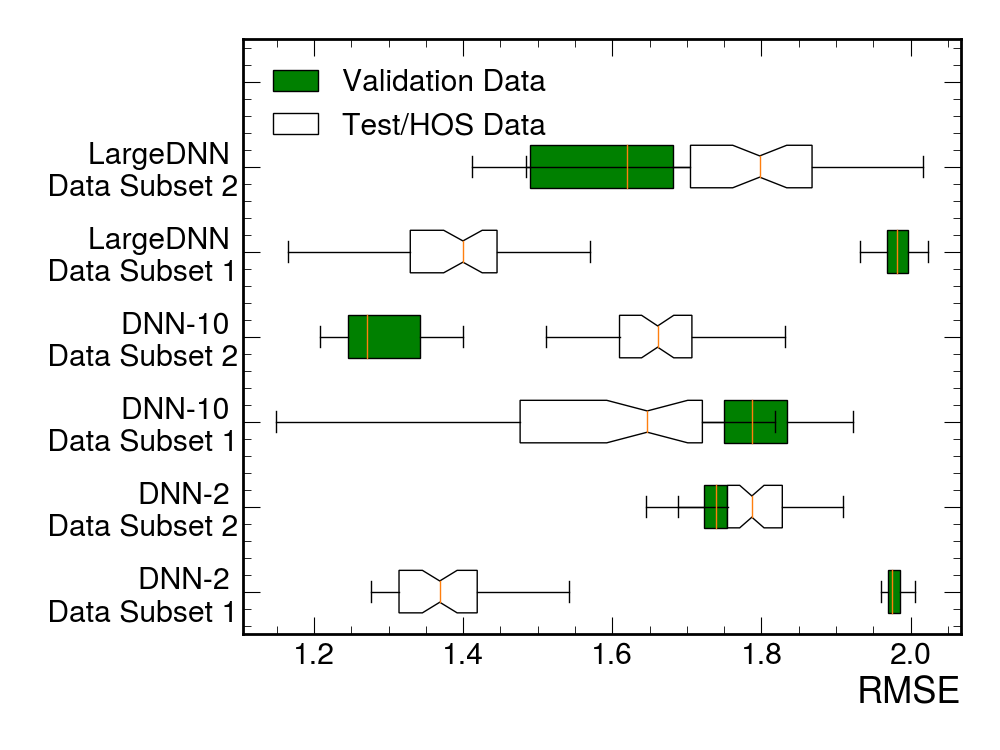 Validation Data
Test/HOS Data
LargeDNN
Data Subset 2
LargeDNN
Data Subset 1
DNN-10
Data Subset 2
DNN-10
Data Subset 1
DNN-2
Data Subset 2
DNN-2
Data Subset 1
1.2 1.4 1.6 1.8 2.0
RMSE